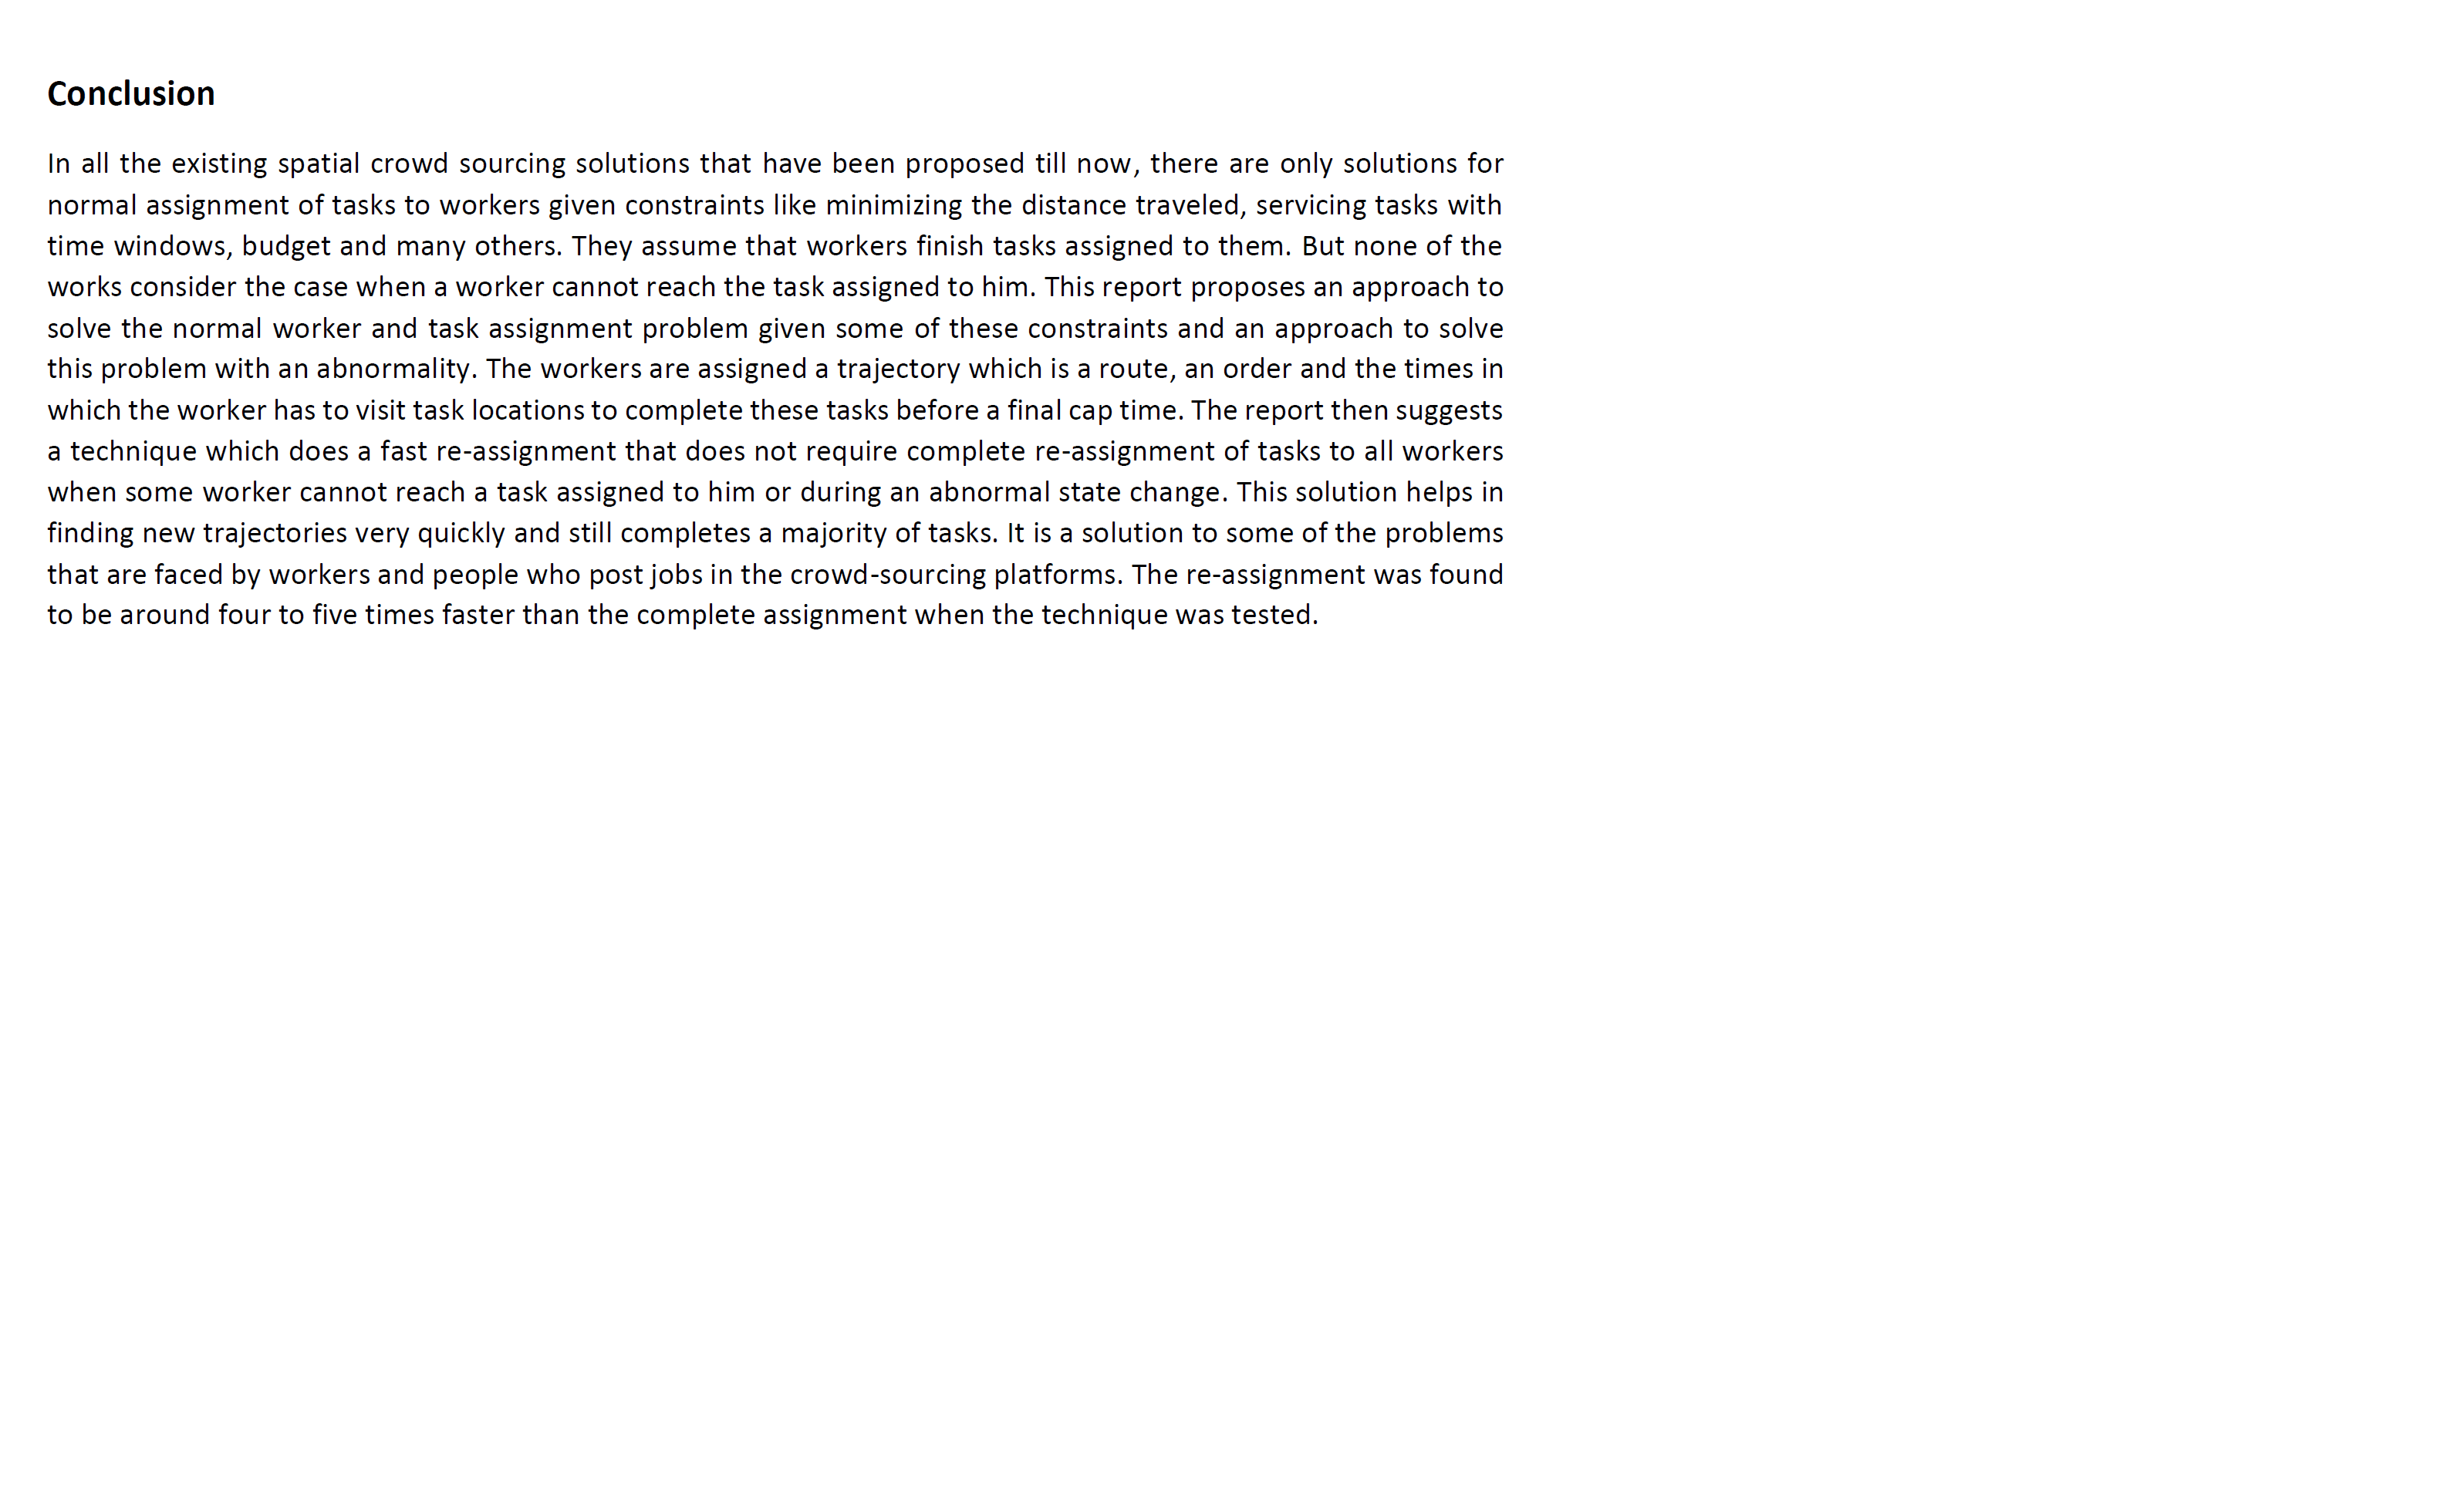 Conclusion
In all the existing spatial crowd sourcing solutions that have been proposed till now, there are only solutions for
normal assignment of tasks to workers given constraints like minimizing the distance traveled, servicing tasks with
time windows, budget and many others. They assume that workers finish tasks assigned to them. But none of the
works consider the case when a worker cannot reach the task assigned to him. This report proposes an approach to
solve the normal worker and task assignment problem given some of these constraints and an approach to solve
this problem with an abnormality. The workers are assigned a trajectory which is a route, an order and the times in
which the worker has to visit task locations to complete these tasks before a final cap time. The report then suggests
a technique which does a fast re-assignment that does not require complete re-assignment of tasks to all workers
when some worker cannot reach a task assigned to him or during an abnormal state change. This solution helps in
finding new trajectories very quickly and still completes a majority of tasks. It is a solution to some of the problems
that are faced by workers and people who post jobs in the crowd-sourcing platforms. The re-assignment was found
to be around four to five times faster than the complete assignment when the technique was tested.